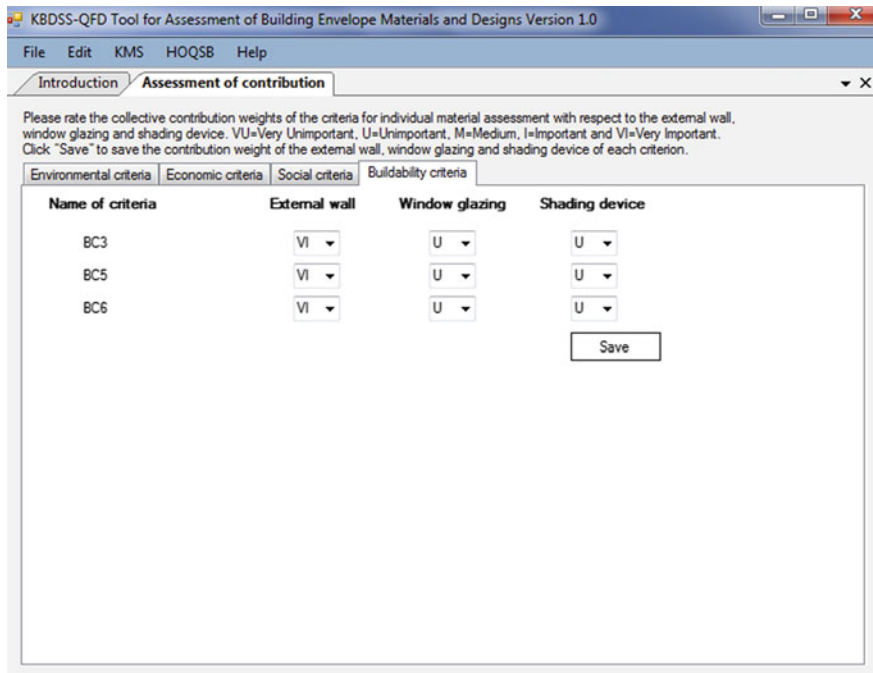 KBDSS-QFD Tool for Assessment of Building Envelope Materials and Designs Version 1.0
File Edit KMS HOQSB Help
Introduction Assessment of contribution
Please rate the collective contribution weights of the criteria for individual material assessment with respect to the external wall,
window glazing and shading device. VU=Very Unimportant, U=Unimportant, M=Medium, I=Important and VI=Very Important.
Click "Save" to save the contribution weight of the external wall, window glazing and shading device of each criterion.
Environmental criteria Economic criteria Social criteria Buildability criteria
Name of criteria External wall Window glazing Shading device
BC3 VI U U
BC5 VI U U
BC6 VI U U
Save